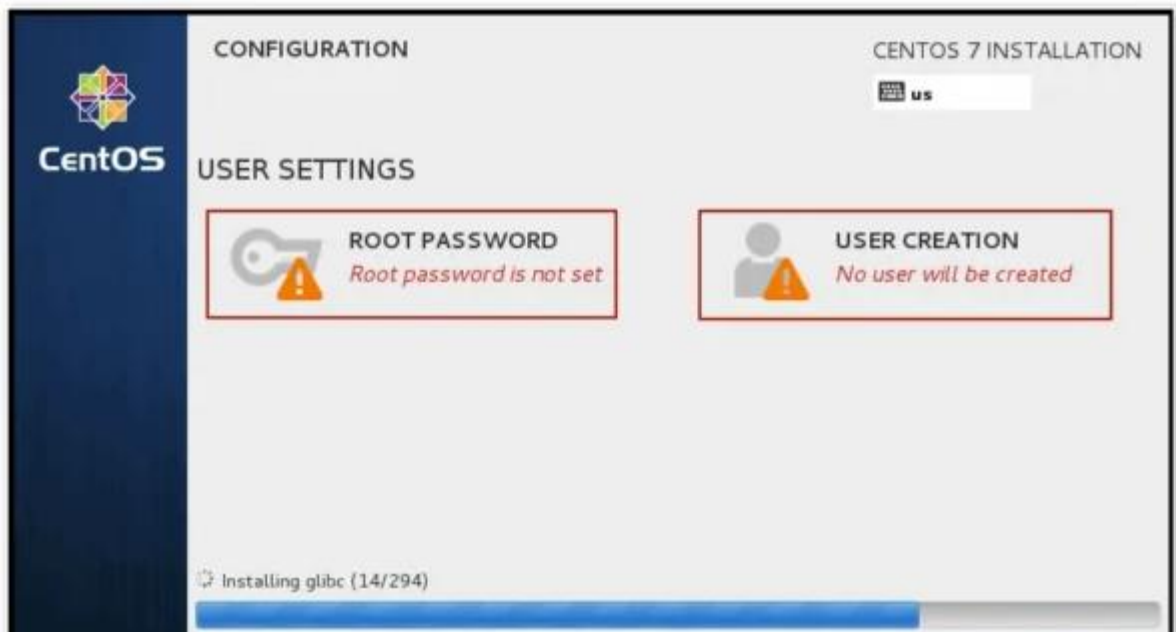 CONFIGURATION
CENTOS 7 INSTALLATION
us
CentOS
USER SETTINGS
ROOT PASSWORD
Root password is not set
USER CREATION
No user will be created
Installing glibc (14/294)